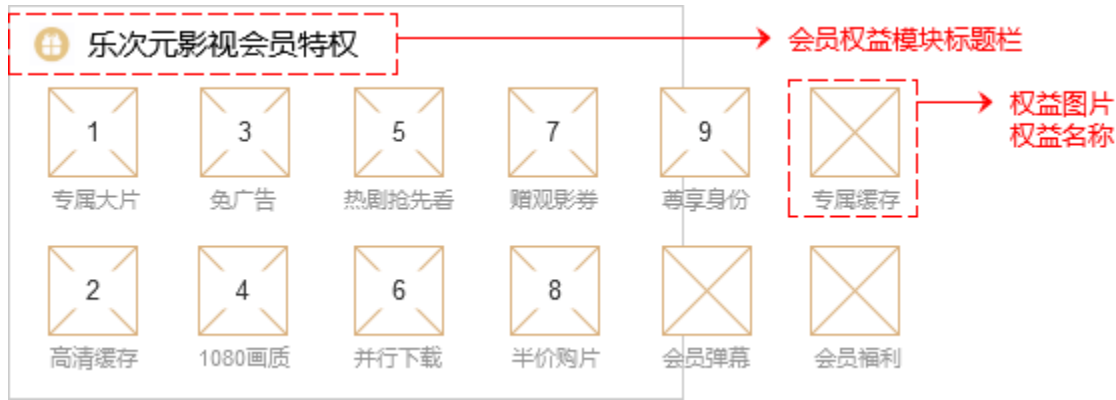 乐次元影视会员特权
会员权益模块标题栏
1 3 5 7 9
权益图片
权益名称
专属大片 免广告 热剧抢先看 赠观影券 尊享身份 专属缓存
2 4 6 8
高清缓存 1080画质 并行下载 半价购片 会员弹幕 会员福利